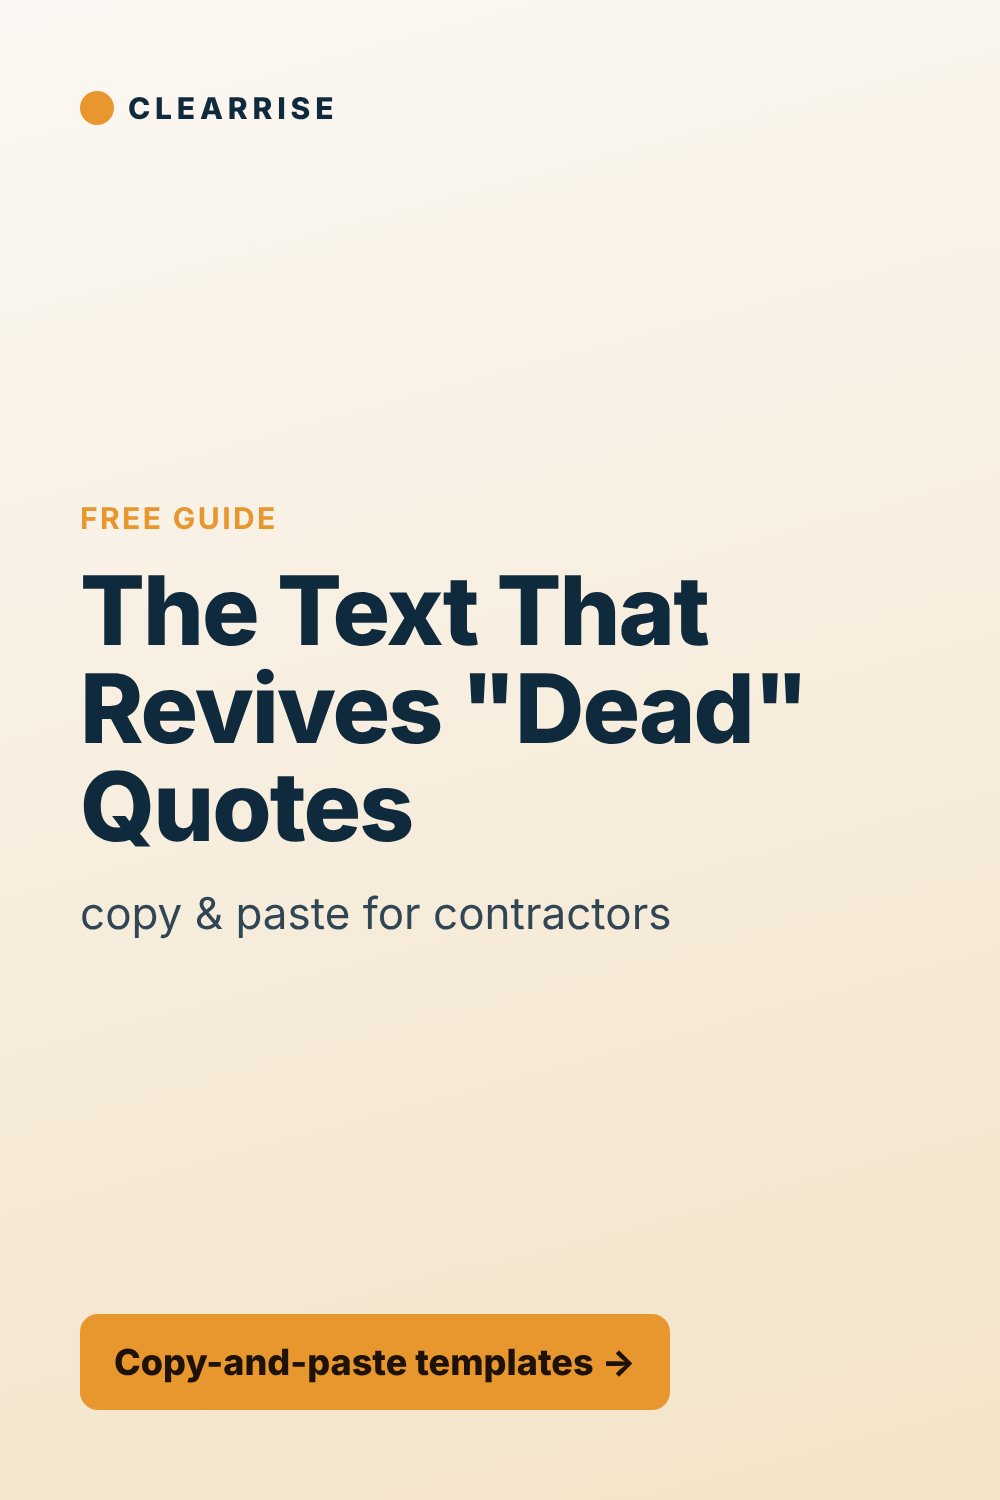 CLEARRISE
FREE GUIDE
The Text That
Revives "Dead"
Quotes
copy & paste for contractors
Copy-and-paste templates →